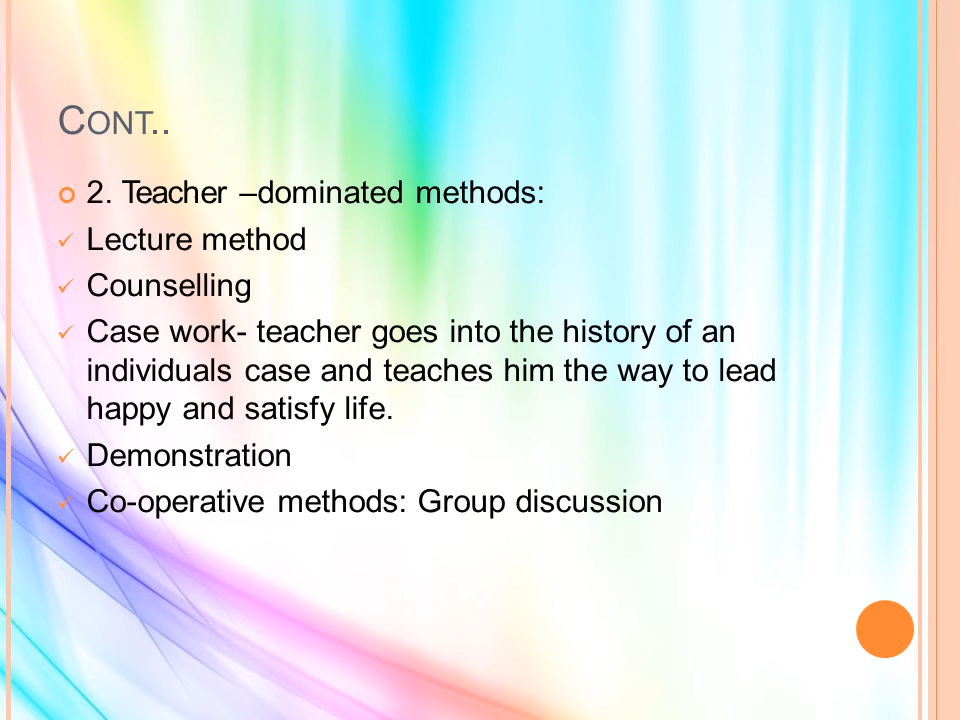 Cont..
2. Teacher –dominated methods:
Lecture method
Counselling
Case work- teacher goes into the history of an
individuals case and teaches him the way to lead
happy and satisfy life.
Demonstration
Co-operative methods: Group discussion